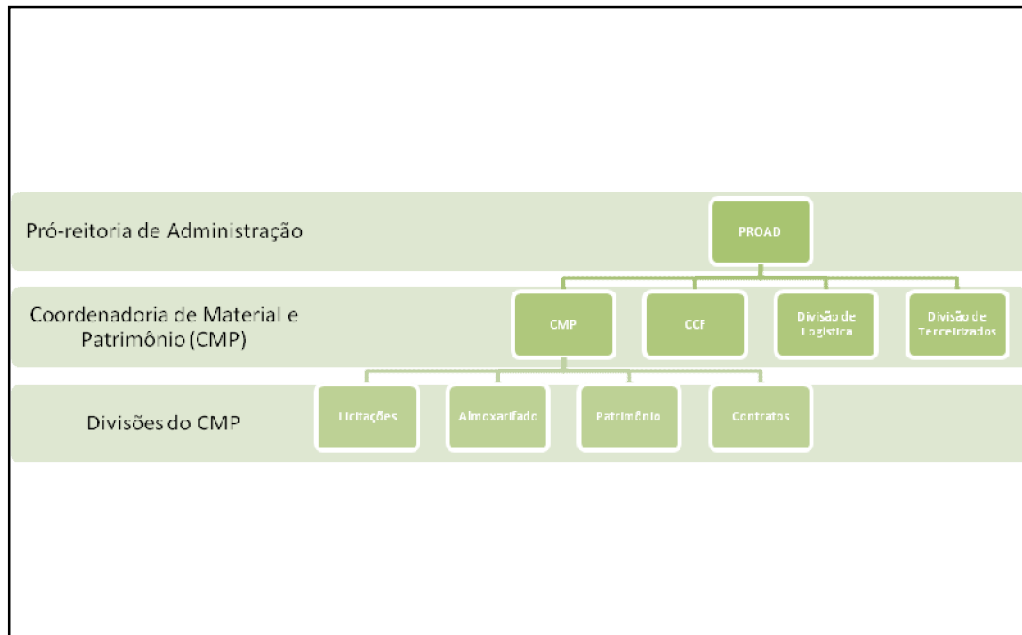 Pró-reitoria de Administração
PROAD
Coordenadoria de Material e
Patrimônio (CMP)
CMP
CCF
Divisão de
Logística
Divisão de
Terceirizados
Divisões do CMP
Licitações
Almoxarifado
Patrimônio
Contratos